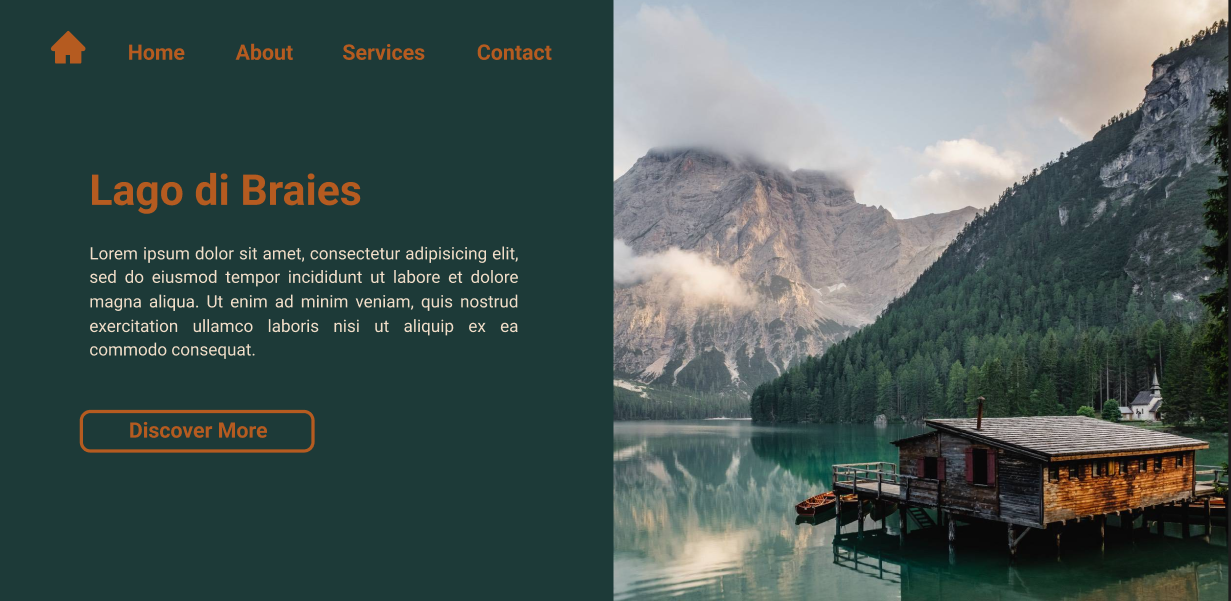 Home About Services Contact
Lago di Braies
Lorem ipsum dolor sit amet, consectetur adipisicing elit,
sed do eiusmod tempor incididunt ut labore et dolore
magna aliqua. Ut enim ad minim veniam, quis nostrud
exercitation ullamco laboris nisi ut aliquip ex ea
commodo consequat.
Discover More